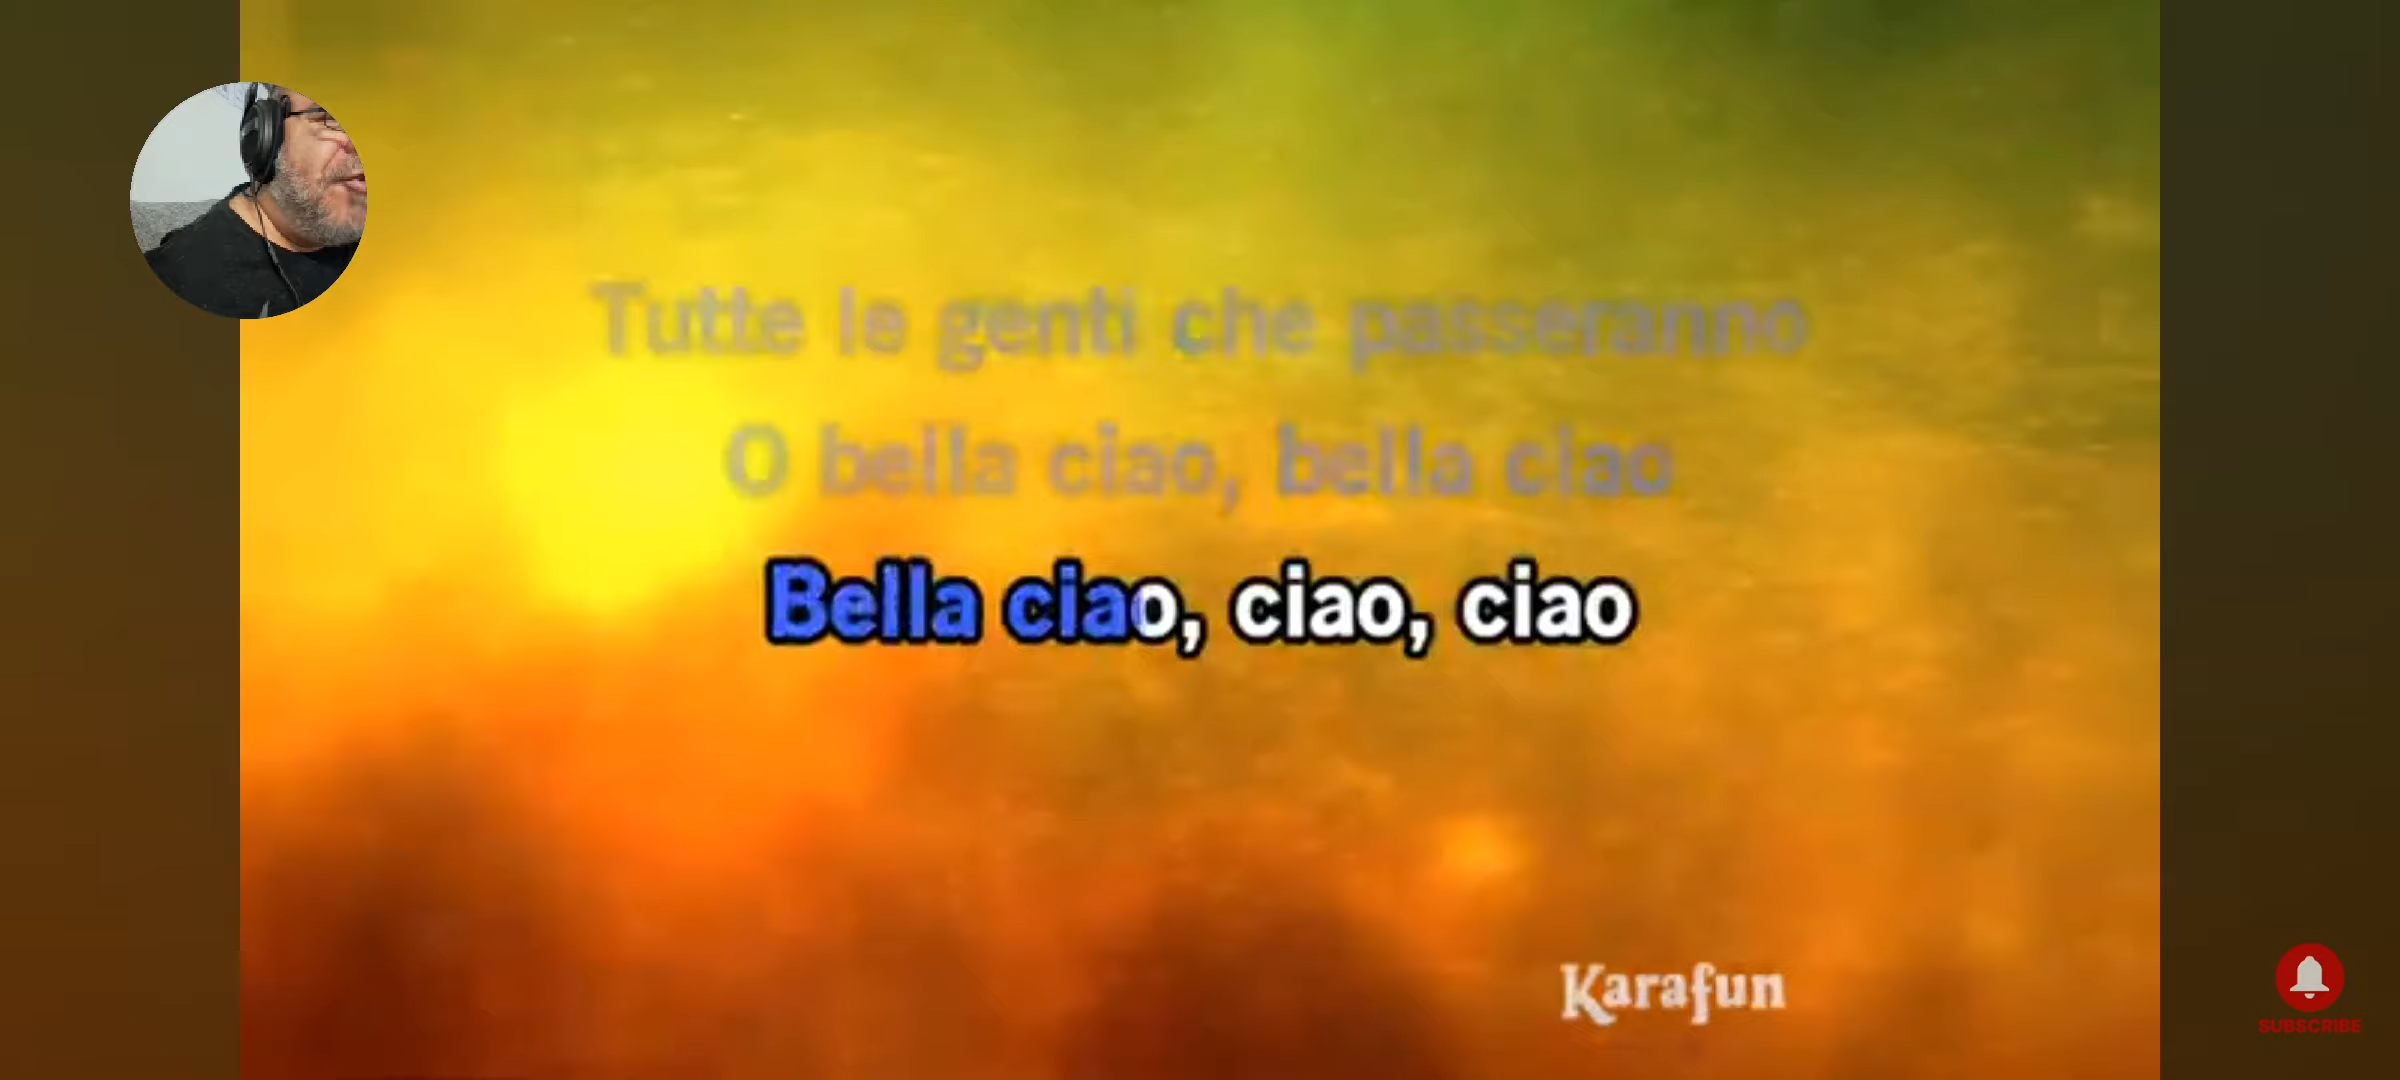 Tutte le genti che passeranno
O bella ciao, bella ciao
Bella ciao, ciao, ciao
Karafun
SUBSCRIBE